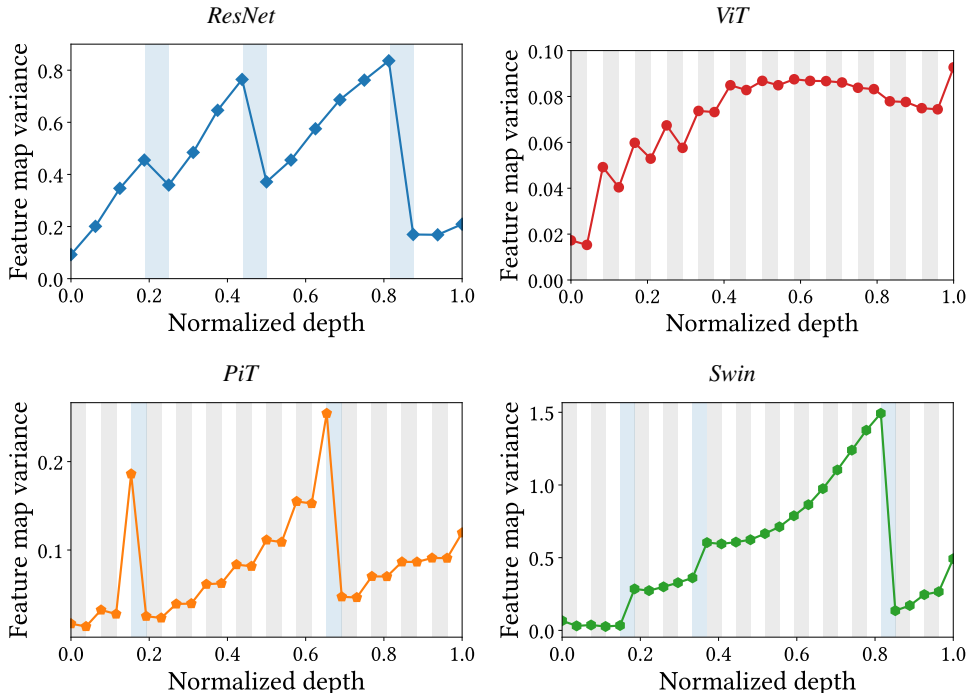 ResNet
Feature map variance
0.8
0.6
0.4
0.2
0.0
0.0 0.2 0.4 0.6 0.8 1.0
Normalized depth
ViT
Feature map variance
0.10
0.08
0.06
0.04
0.02
0.00
0.0 0.2 0.4 0.6 0.8 1.0
Normalized depth
PiT
Feature map variance
0.2
0.1
0.0 0.2 0.4 0.6 0.8 1.0
Normalized depth
Swin
Feature map variance
1.5
1.0
0.5
0.0
0.0 0.2 0.4 0.6 0.8 1.0
Normalized depth